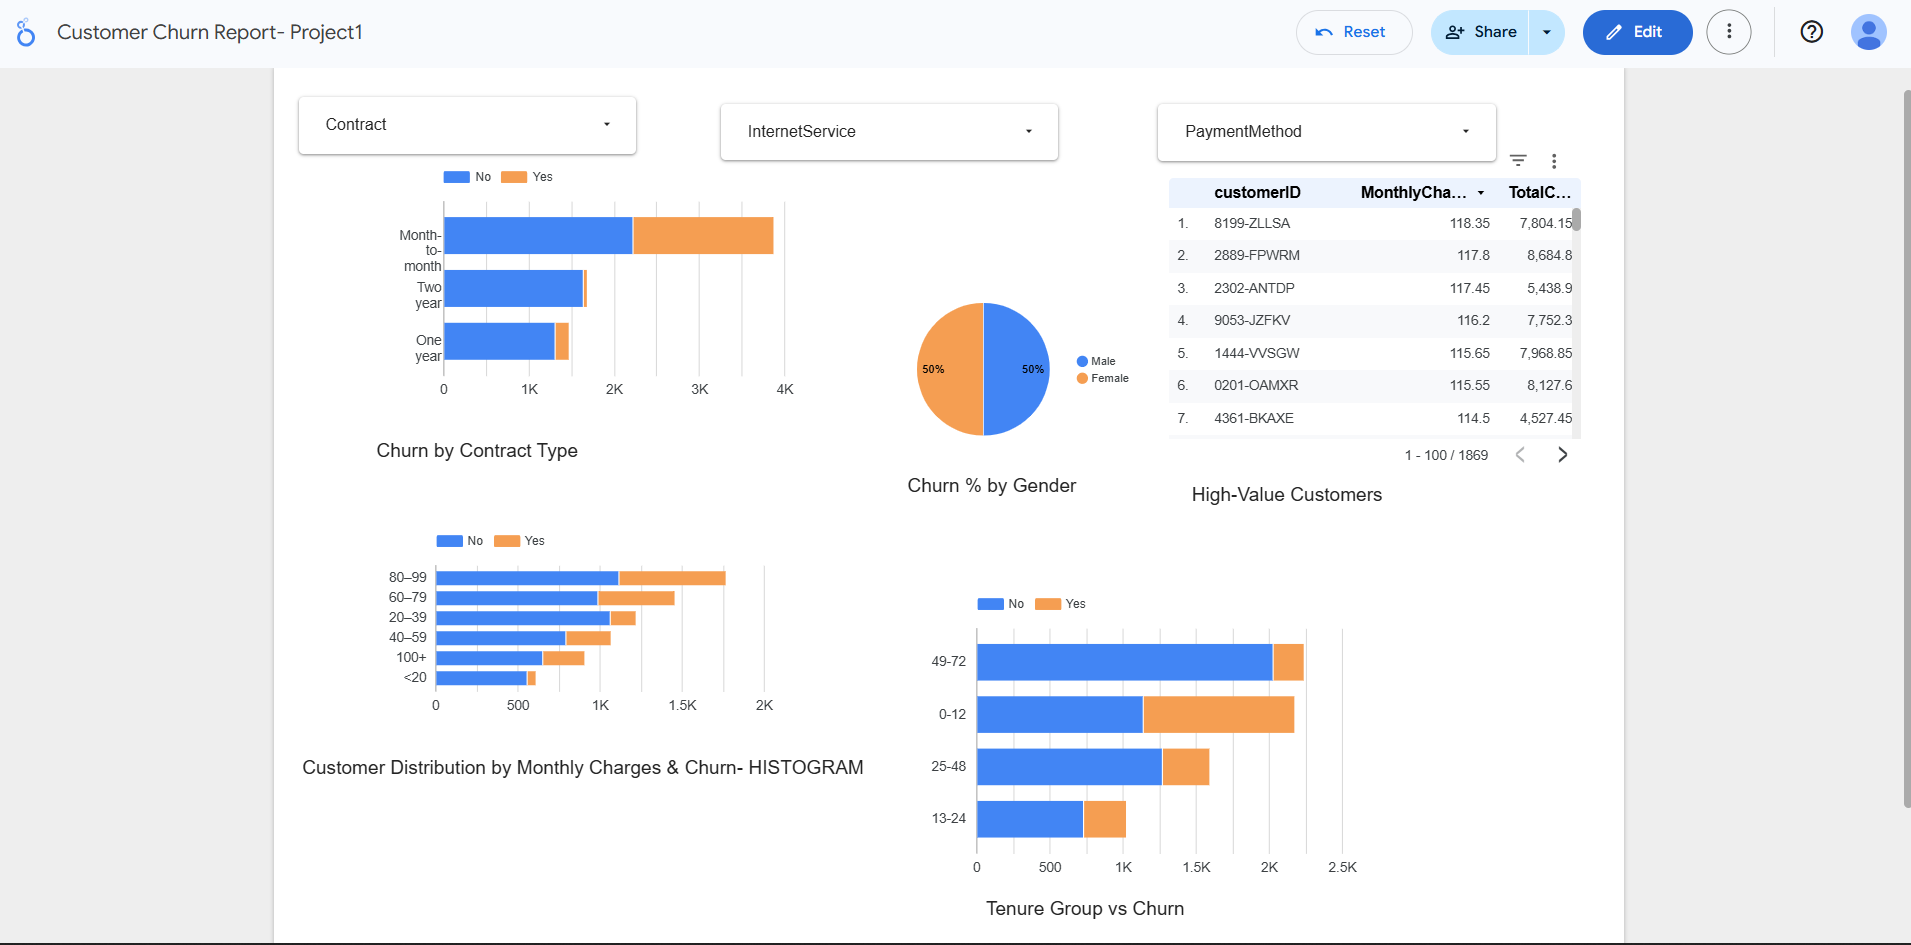 Customer Churn Report- Project1
Reset
Share
Edit
Contract
InternetService
PaymentMethod
No Yes
Month-
to-
month
Two
year
One
year
0 1K 2K 3K 4K
Churn by Contract Type
50% 50%
Male
Female
Churn % by Gender
customerID MonthlyCha... TotalC...
1. 8199-ZLLSA 118.35 7,804.15
2. 2889-FPWRM 117.8 8,684.8
3. 2302-ANTDP 117.45 5,438.9
4. 9053-JZFKV 116.2 7,752.3
5. 1444-VVSGW 115.65 7,968.85
6. 0201-OAMXR 115.55 8,127.6
7. 4361-BKAXE 114.5 4,527.45
1 - 100 / 1869
High-Value Customers
No Yes
80–99
60–79
20–39
40–59
100+
<20
0 500 1K 1.5K 2K
Customer Distribution by Monthly Charges & Churn- HISTOGRAM
No Yes
49-72
0-12
25-48
13-24
0 500 1K 1.5K 2K 2.5K
Tenure Group vs Churn